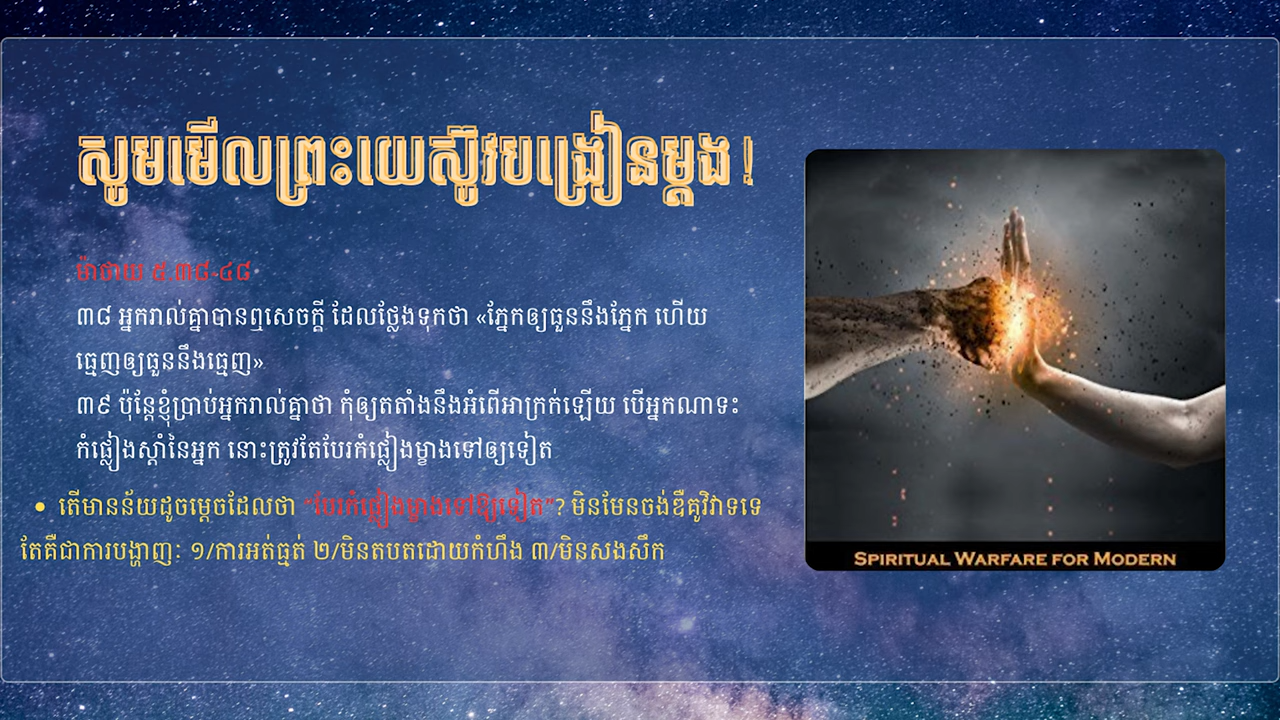 សូមមើលព្រះយេស៊ូវបង្រៀនម្ដង!
ម៉ាថាយ ៥.៣៨-៤៨
៣៨ អ្នករាល់គ្នាបានឮសេចក្ដី ដែលថ្លែងទុកថា «ភ្នែកឲ្យធួននឹងភ្នែក ហើយ
ធ្មេញឲ្យធួននឹងធ្មេញ»
៣៩ ប៉ុន្តែខ្ញុំប្រាប់អ្នករាល់គ្នាថា កុំឲ្យតតាំងនឹងអំពើអាក្រក់ឡើយ បើអ្នកណាទះ
កំផ្លៀងស្តាំនៃអ្នក នោះត្រូវតែបែរកំផ្លៀងម្ខាងទៅឲ្យទៀត
• តើមានន័យដូចម្តេចដែលថា “បែរកំផ្លៀងម្ខាងទៅឱ្យទៀត”? មិនមែនចង់ឌឺគូវិវាទទេ
តែគឺជាការបង្ហាញៈ ១/ការអត់ធ្មត់ ២/មិនតបតដោយកំហឹង ៣/មិនសងសឹក
SPIRITUAL WARFARE FOR MODERN